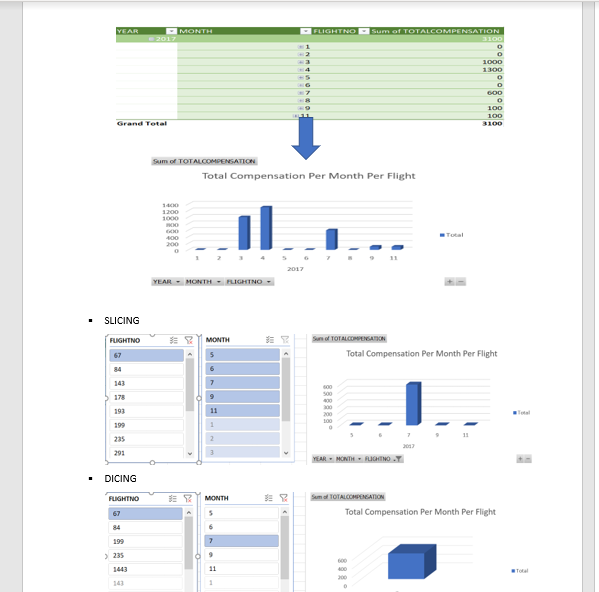 YEAR MONTH FLIGHTNO Sum of TOTALCOMPENSATION
2017 3100
1 0
2 0
3 1000
4 1300
5 0
6 0
7 600
8 0
9 100
11 100
Grand Total 3100
Sum of TOTALCOMPENSATION
Total Compensation Per Month Per Flight
1400
1200
1000
800
600
400
200
0
Total
1 2 3 4 5 6 7 8 9 11
2017
YEAR MONTH FLIGHTNO
▪ SLICING
FLIGHTNO
67
84
143
178
193
199
235
291
MONTH
5
6
7
9
11
1
2
3
Sum of TOTALCOMPENSATION
Total Compensation Per Month Per Flight
600
500
400
300
200
100
0
Total
5 6 7 9 11
2017
YEAR MONTH FLIGHTNO
▪ DICING
FLIGHTNO
67
84
199
235
1443
143
MONTH
5
6
7
9
11
1
Sum of TOTALCOMPENSATION
Total Compensation Per Month Per Flight
600
400
200
0
Total